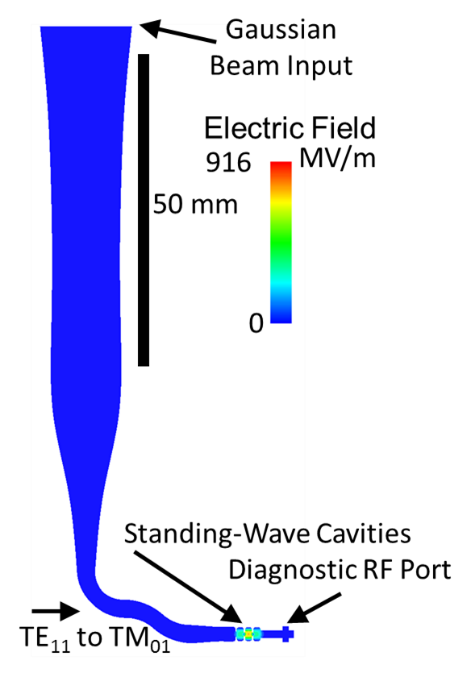 Gaussian
Beam Input
Electric Field
916 MV/m
50 mm
0
Standing-Wave Cavities
Diagnostic RF Port
TE₁₁ to TM₀₁